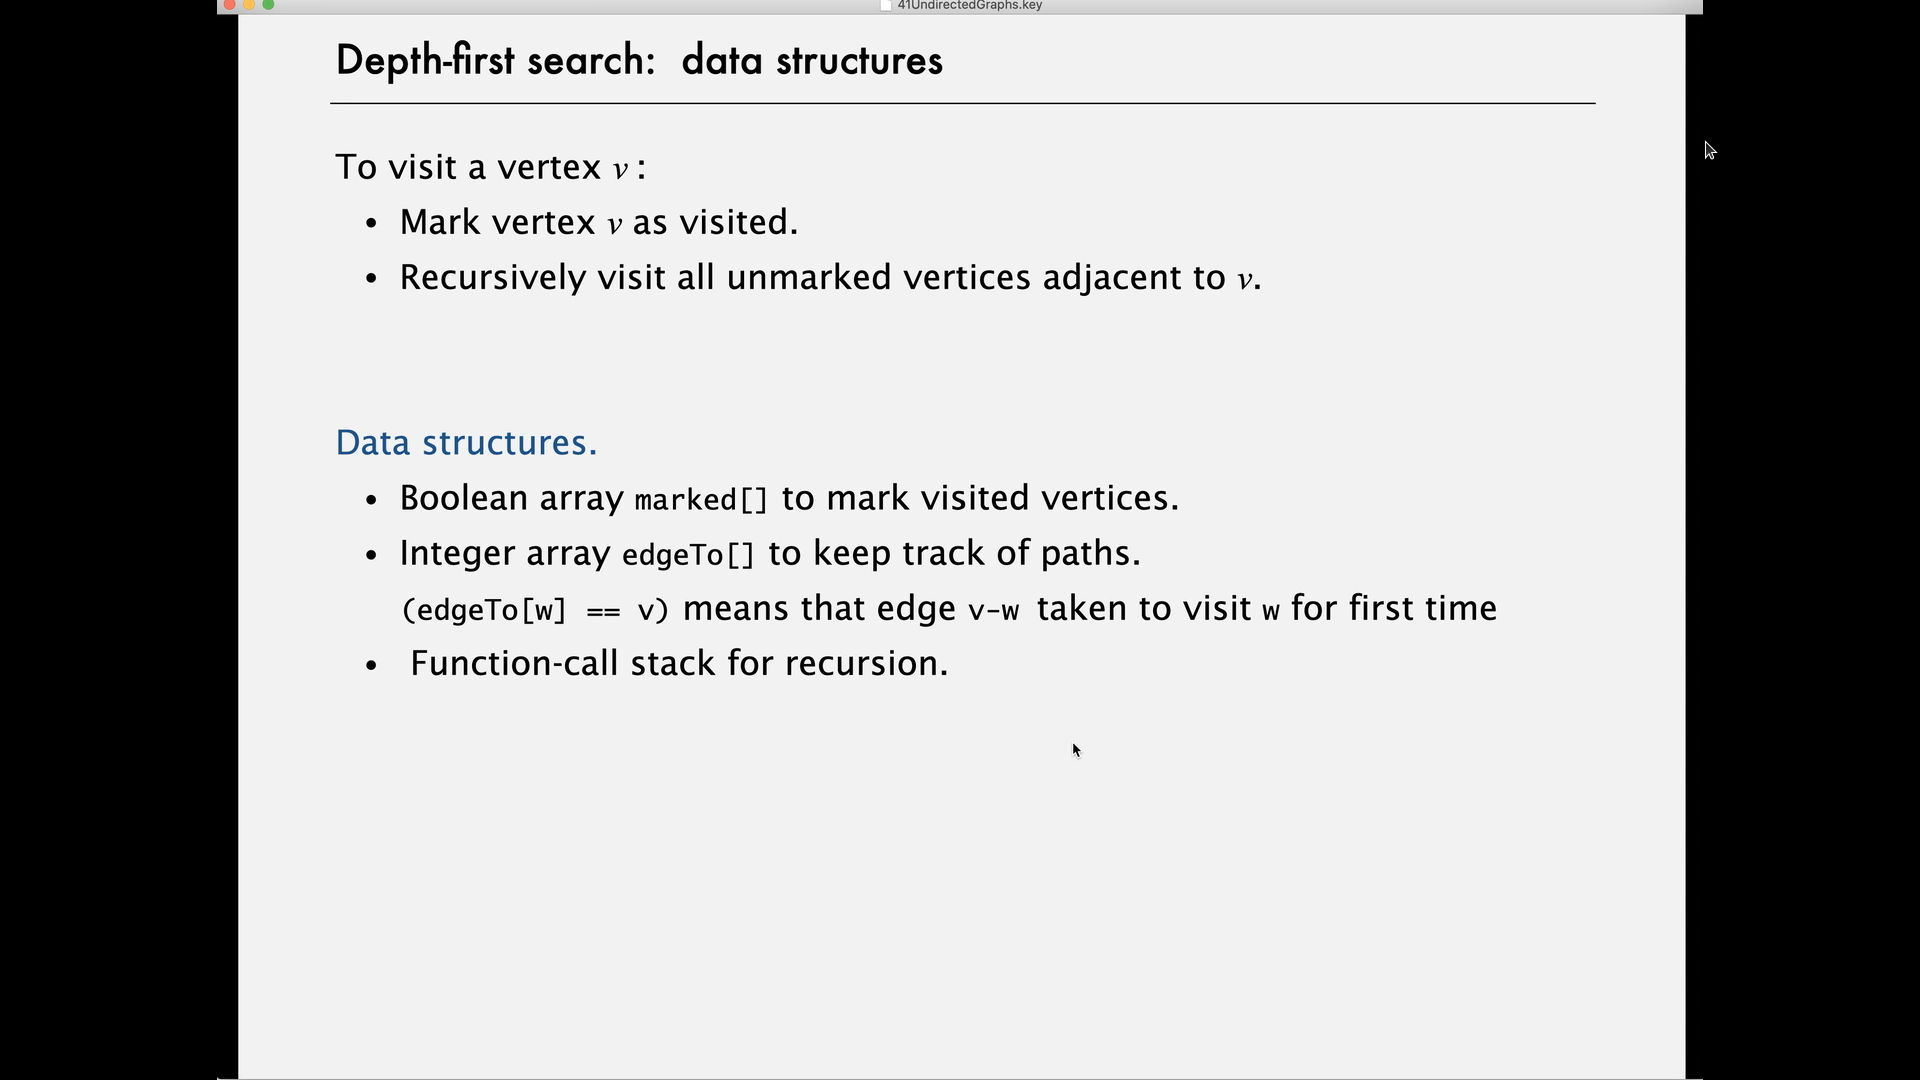 41UndirectedGraphs.key
Depth-first search: data structures
To visit a vertex v :
• Mark vertex v as visited.
• Recursively visit all unmarked vertices adjacent to v.
Data structures.
• Boolean array marked[] to mark visited vertices.
• Integer array edgeTo[] to keep track of paths.
(edgeTo[w] == v) means that edge v-w taken to visit w for first time
• Function-call stack for recursion.